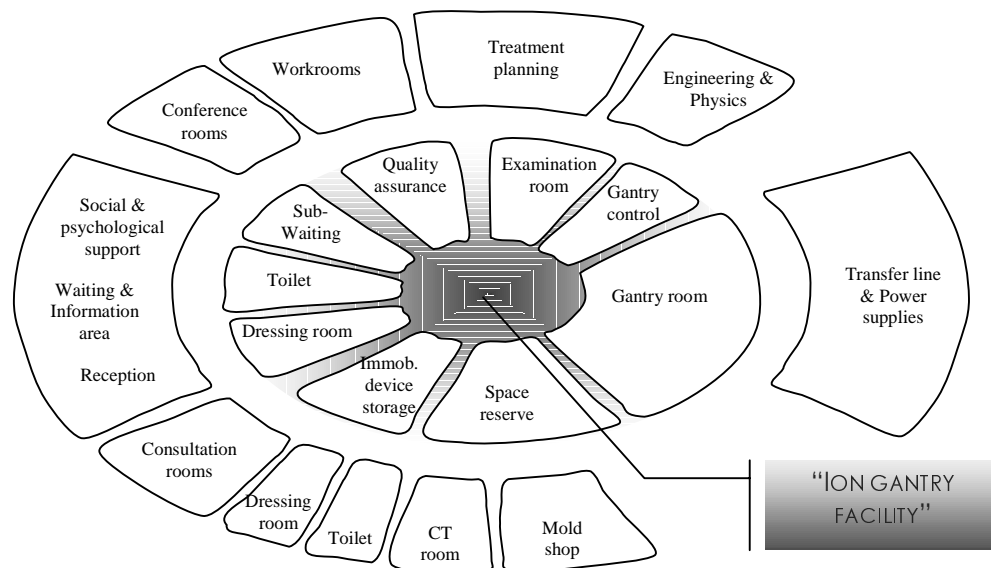 Workrooms
Treatment
planning
Engineering &
Physics
Conference
rooms
Quality
assurance
Examination
room
Gantry
control
Social &
psychological
support
Sub-
Waiting
Toilet
Gantry room
Transfer line
& Power
supplies
Waiting &
Information
area
Dressing room
Reception
Immob.
device
storage
Space
reserve
Consultation
rooms
Dressing
room
Toilet
CT
room
Mold
shop
“ION GANTRY
FACILITY”